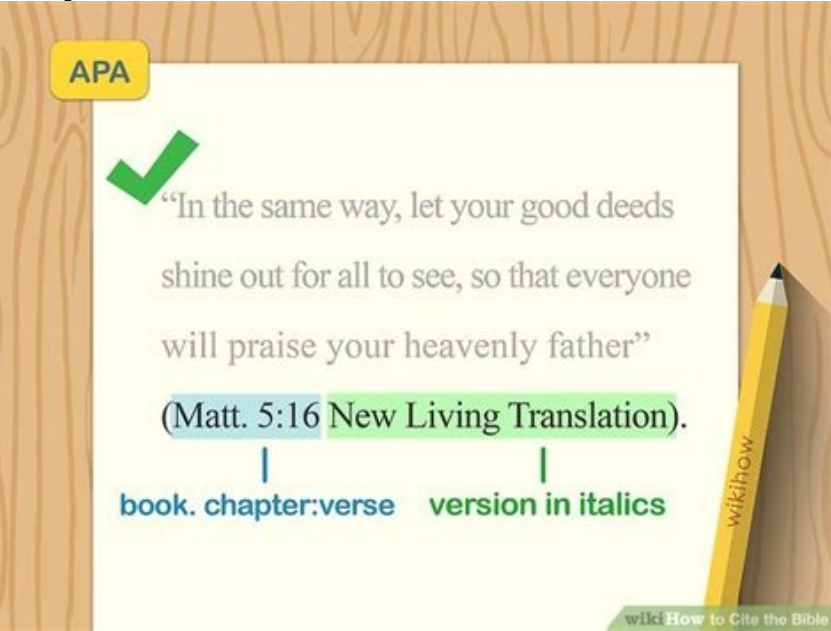 APA
“In the same way, let your good deeds
shine out for all to see, so that everyone
will praise your heavenly father”
(Matt. 5:16 New Living Translation).
book. chapter:verse version in italics
wikihow
wikiHow to Cite the Bible